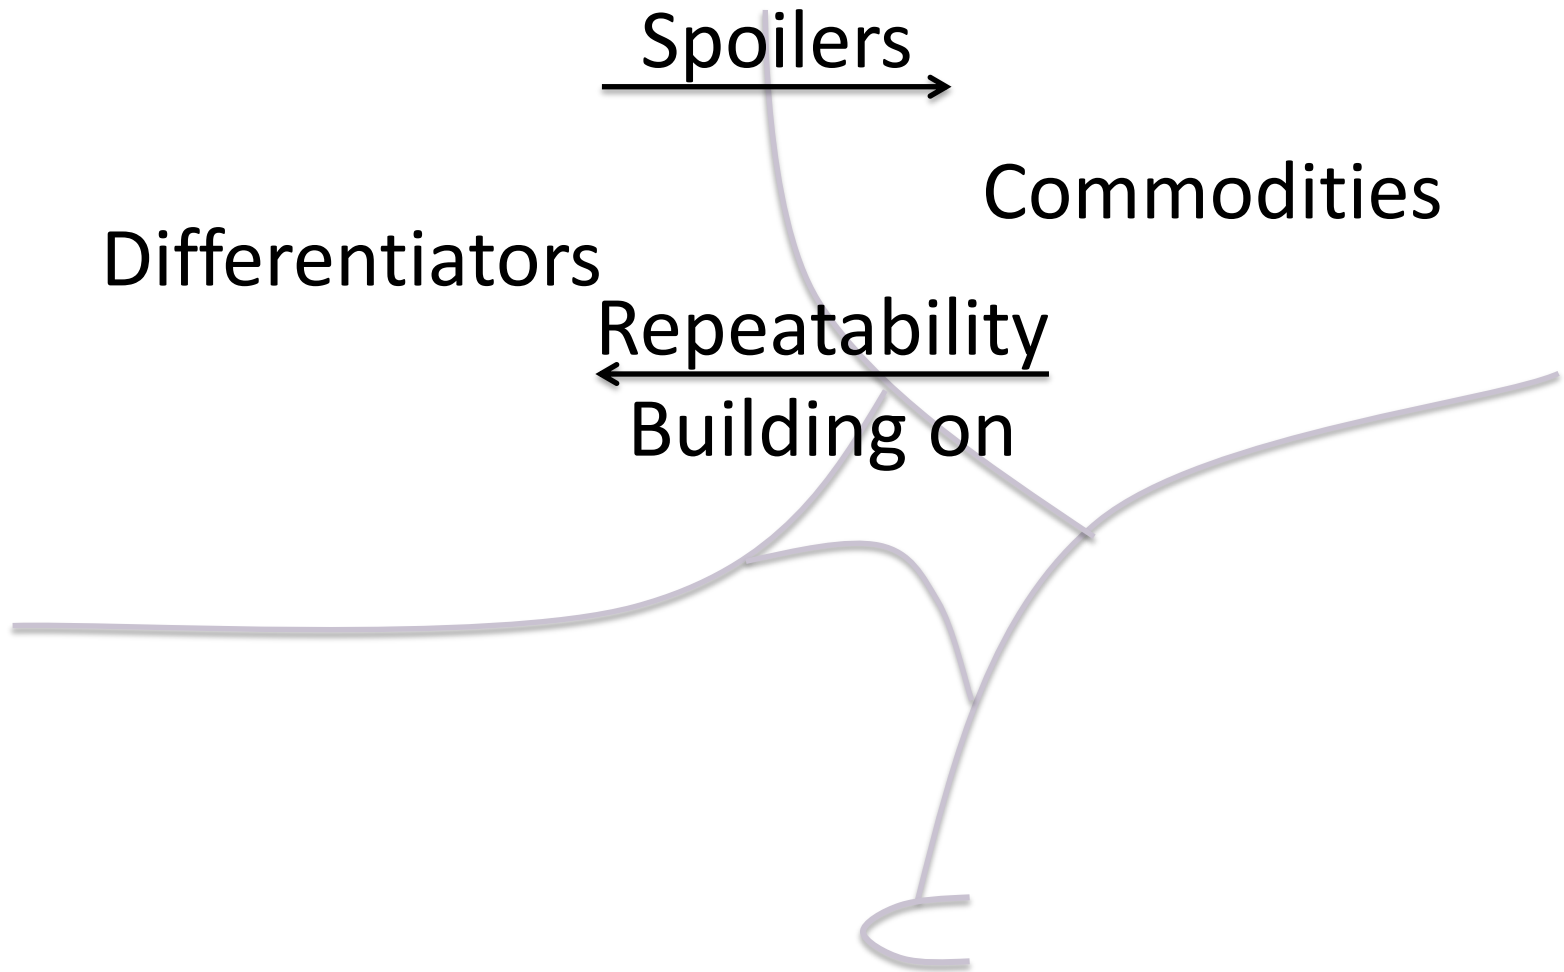 Spoilers
Commodities
Differentiators
Repeatability
Building on